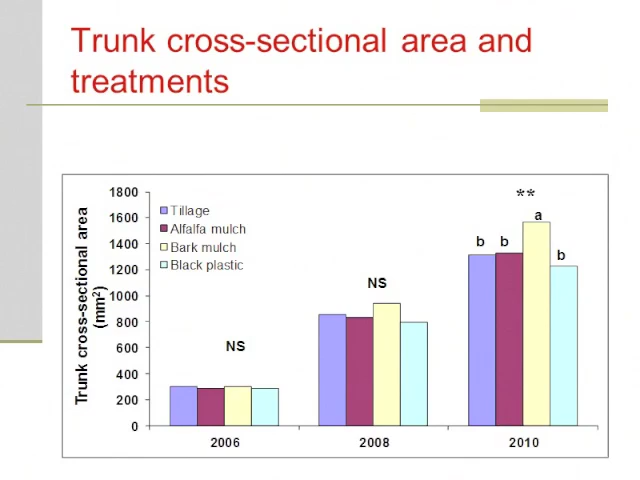 Trunk cross-sectional area and
treatments
Trunk cross-sectional area
(mm²)
1800
1600
1400
1200
1000
800
600
400
200
0
Tillage
Alfalfa mulch
Bark mulch
Black plastic
NS
NS
**
a
b b
b
2006 2008 2010